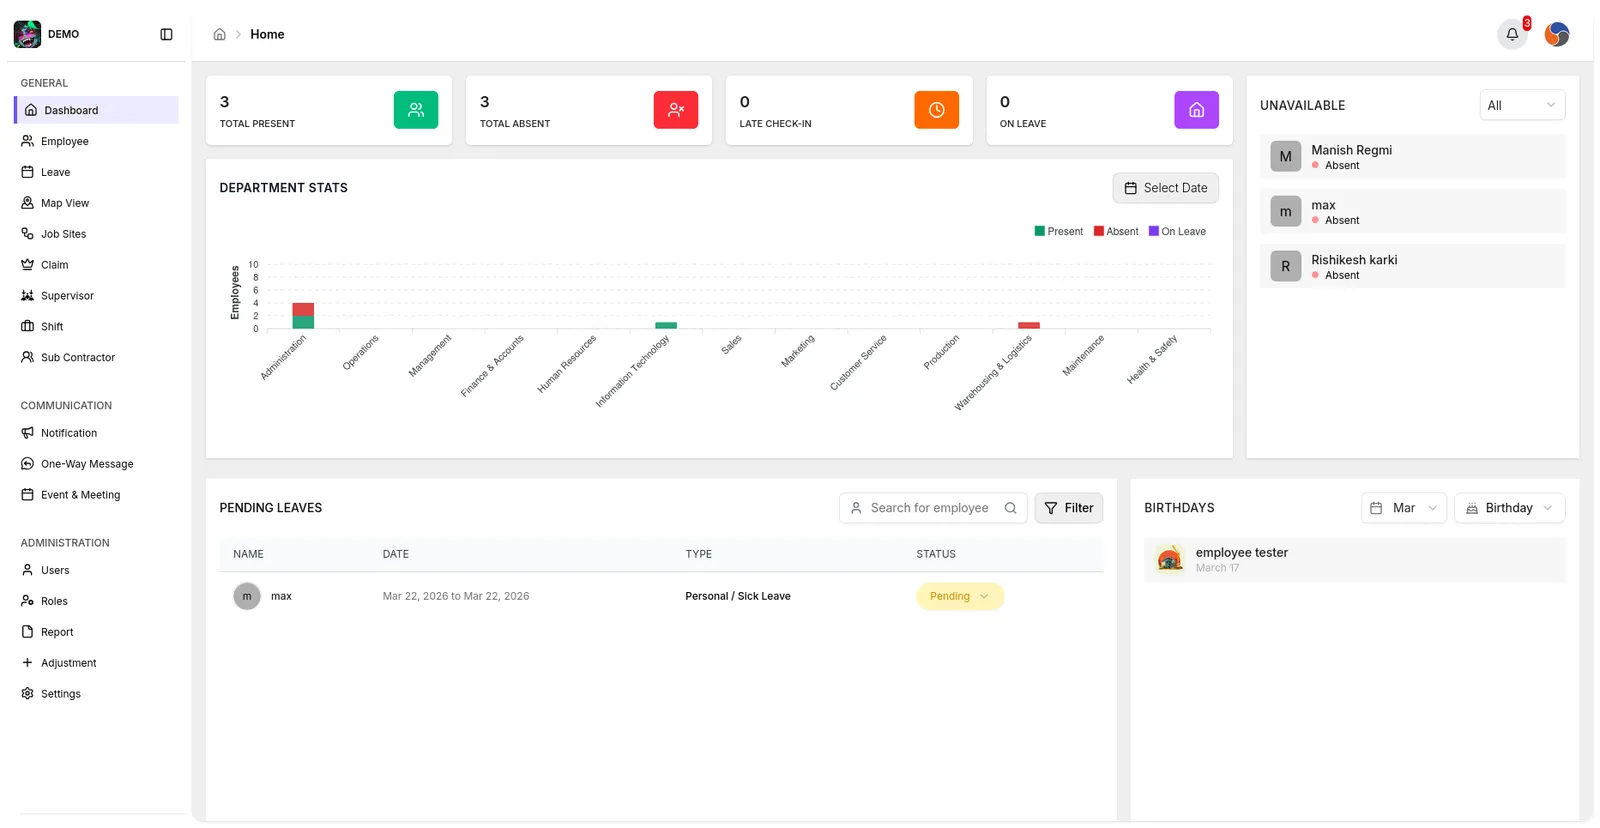 DEMO
Home
3
GENERAL
Dashboard
Employee
Leave
Map View
Job Sites
Claim
Supervisor
Shift
Sub Contractor
COMMUNICATION
Notification
One-Way Message
Event & Meeting
ADMINISTRATION
Users
Roles
Report
Adjustment
Settings
3
TOTAL PRESENT
3
TOTAL ABSENT
0
LATE CHECK-IN
0
ON LEAVE
DEPARTMENT STATS
Select Date
Present Absent On Leave
Employees
10
8
6
4
2
0
Administration
Operations
Management
Finance & Accounts
Human Resources
Information Technology
Sales
Marketing
Customer Service
Production
Warehousing & Logistics
Maintenance
Health & Safety
UNAVAILABLE
All
M
Manish Regmi
Absent
m
max
Absent
R
Rishikesh karki
Absent
PENDING LEAVES
Search for employee
Filter
NAME DATE TYPE STATUS
m max Mar 22, 2026 to Mar 22, 2026 Personal / Sick Leave Pending
BIRTHDAYS
Mar
Birthday
employee tester
March 17